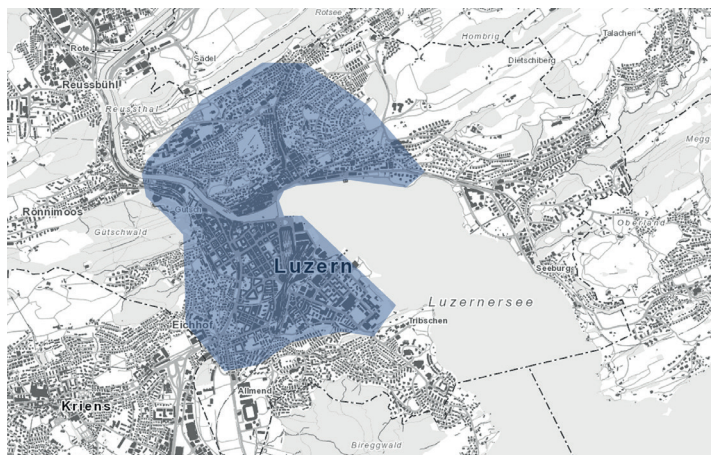 Rotsee
Hombrig
Talachen
Rote
Sädel
Dietschiberg
Reussbühl
Reussthal
Megg
Rönnimoos
Gütsch
Gütschwald
Oberland
Luzern
Seeburg
Luzernersee
Eichhof
Tribschen
Allmend
Kriens
Bireggwald